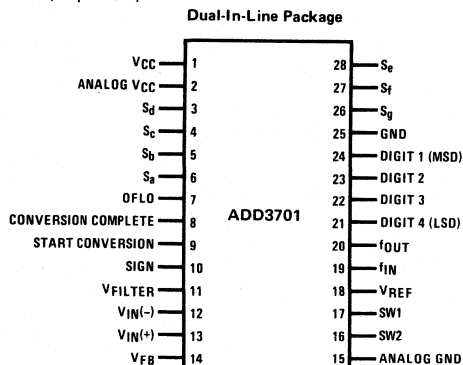 Dual-In-Line Package
VCC 1
ANALOG VCC 2
Sd 3
Sc 4
Sb 5
Sa 6
OFLO 7
CONVERSION COMPLETE 8
START CONVERSION 9
SIGN 10
VFILTER 11
VIN(-) 12
VIN(+) 13
VFB 14
ADD3701
28 Se
27 Sf
26 Sg
25 GND
24 DIGIT 1 (MSD)
23 DIGIT 2
22 DIGIT 3
21 DIGIT 4 (LSD)
20 fOUT
19 fIN
18 VREF
17 SW1
16 SW2
15 ANALOG GND